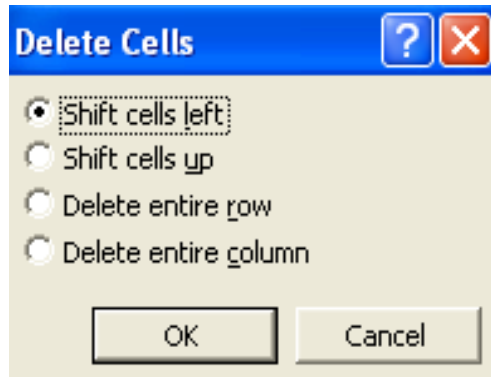 Delete Cells
Shift cells left
Shift cells up
Delete entire row
Delete entire column
OK Cancel